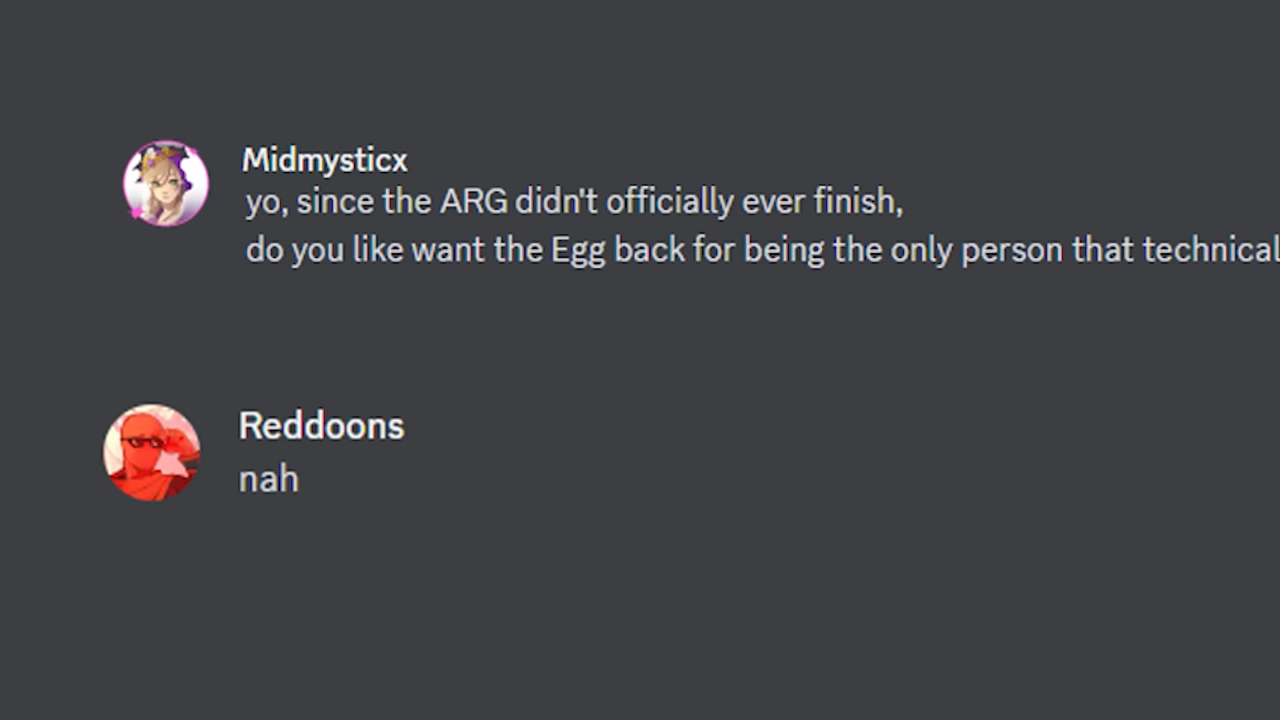 Midmysticx
yo, since the ARG didn't officially ever finish,
do you like want the Egg back for being the only person that technical
Reddoons
nah